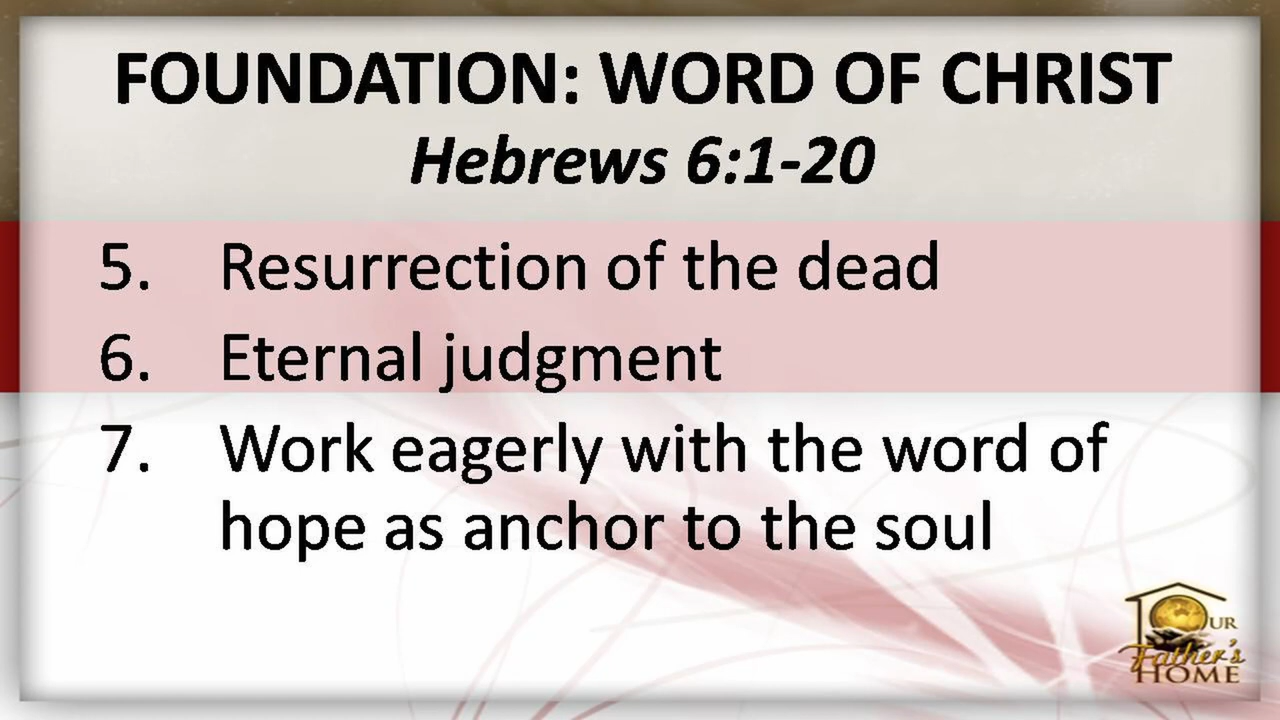 FOUNDATION: WORD OF CHRIST
Hebrews 6:1-20
5. Resurrection of the dead
6. Eternal judgment
7. Work eagerly with the word of
hope as anchor to the soul
OUR
Father's
HOME